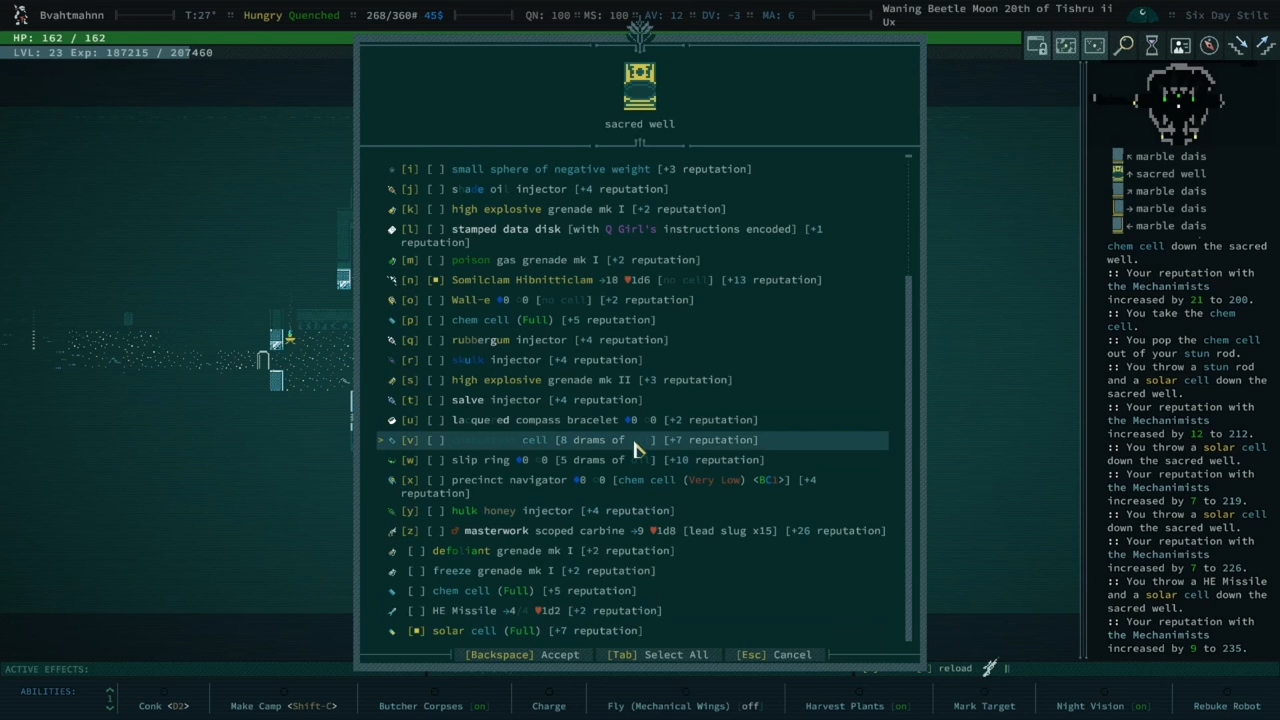 Bvahtmahnn T:27° :: Hungry Quenched :: 268/360# 45$ QN: 100 :: MS: 100 :: AV: 12 :: DV: -3 :: MA: 6 Waning Beetle Moon 20th of Tishru ii Ux :: Six Day Stilt
HP: 162 / 162
LVL: 23 Exp: 187215 / 207460
sacred well
[i] [ ] small sphere of negative weight [+3 reputation]
[j] [ ] shade oil injector [+4 reputation]
[k] [ ] high explosive grenade mk I [+2 reputation]
[l] [ ] stamped data disk [with Q Girl's instructions encoded] [+1
reputation]
[m] [ ] poison gas grenade mk I [+2 reputation]
[n] [■] Somilclam Hibnitticlam →10 ♥1d6 [no cell] [+13 reputation]
[o] [ ] Wall-e ♦0 ○0 [no cell] [+2 reputation]
[p] [ ] chem cell (Full) [+5 reputation]
[q] [ ] rubbergum injector [+4 reputation]
[r] [ ] skulk injector [+4 reputation]
[s] [ ] high explosive grenade mk II [+3 reputation]
[t] [ ] salve injector [+4 reputation]
[u] [ ] lacquered compass bracelet ♦0 ○0 [+2 reputation]
> [v] [ ] cell [8 drams of ] [+7 reputation]
[w] [ ] slip ring ♦0 ○0 [5 drams of oil] [+10 reputation]
[x] [ ] precinct navigator ♦0 ○0 [chem cell (Very Low) <BC1>] [+4
reputation]
[y] [ ] hulk honey injector [+4 reputation]
[z] [ ] ♂ masterwork scoped carbine →9 ♥1d8 [lead slug x15] [+26 reputation]
[ ] defoliant grenade mk I [+2 reputation]
[ ] freeze grenade mk I [+2 reputation]
[ ] chem cell (Full) [+5 reputation]
[ ] HE Missile →4/4 ♥1d2 [+2 reputation]
[■] solar cell (Full) [+7 reputation]
[Backspace] Accept [Tab] Select All [Esc] Cancel
↖ marble dais
↑ sacred well
↗ marble dais
→ marble dais
← marble dais
chem cell down the sacred
well.
:: Your reputation with
the Mechanimists
increased by 21 to 200.
:: You take the chem
cell.
:: You pop the chem cell
out of your stun rod.
:: You throw a stun rod
and a solar cell down the
sacred well.
:: Your reputation with
the Mechanimists
increased by 12 to 212.
:: You throw a solar cell
down the sacred well.
:: Your reputation with
the Mechanimists
increased by 7 to 219.
:: You throw a solar cell
down the sacred well.
:: Your reputation with
the Mechanimists
increased by 7 to 226.
:: You throw a HE Missile
and a solar cell down the
sacred well.
:: Your reputation with
the Mechanimists
increased by 9 to 235.
ACTIVE EFFECTS:
reload
ABILITIES: 1 Conk <D2> Make Camp <Shift-C> Butcher Corpses [on] Charge Fly (Mechanical Wings) [off] Harvest Plants [on] Mark Target Night Vision [on] Rebuke Robot